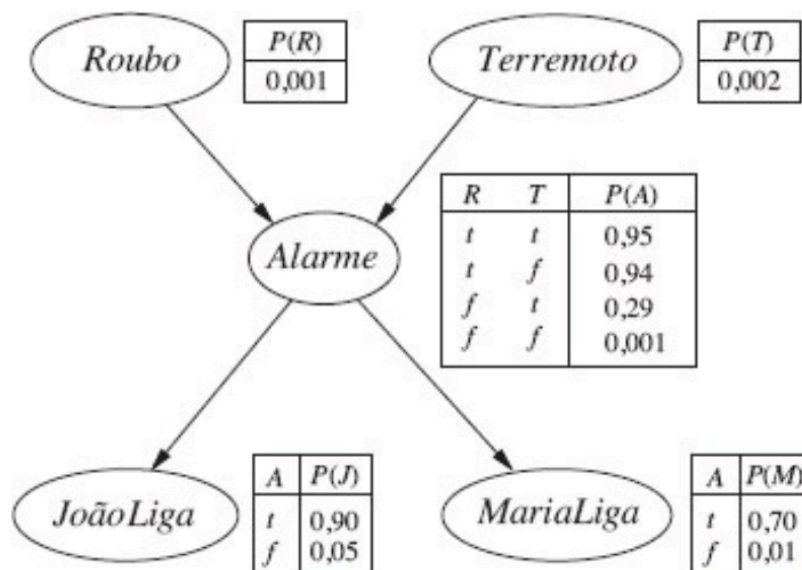 Roubo
P(R)
0,001
Terremoto
P(T)
0,002
Alarme
R T P(A)
t t 0,95
t f 0,94
f t 0,29
f f 0,001
JoãoLiga
A P(J)
t 0,90
f 0,05
MariaLiga
A P(M)
t 0,70
f 0,01